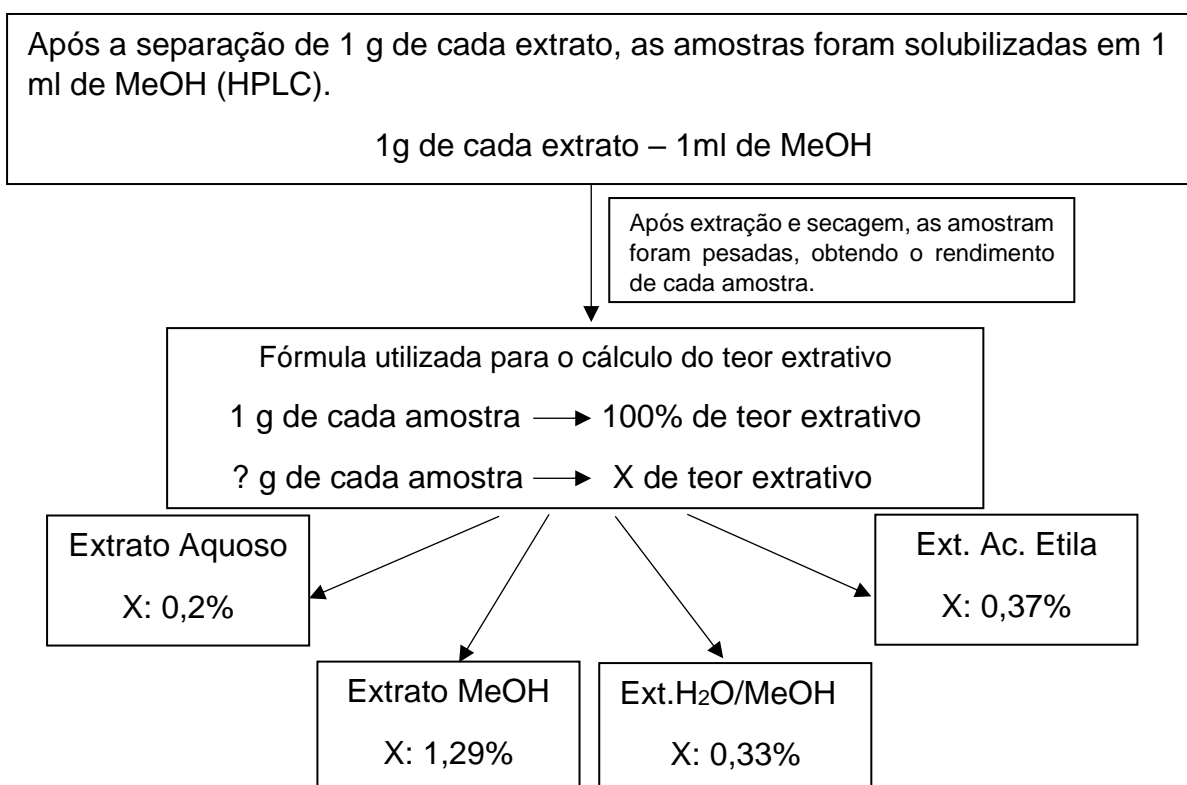 Após a separação de 1 g de cada extrato, as amostras foram solubilizadas em 1
ml de MeOH (HPLC).
1g de cada extrato – 1ml de MeOH
Após extração e secagem, as amostram
foram pesadas, obtendo o rendimento
de cada amostra.
Fórmula utilizada para o cálculo do teor extrativo
1 g de cada amostra → 100% de teor extrativo
? g de cada amostra → X de teor extrativo
Extrato Aquoso
X: 0,2%
Extrato MeOH
X: 1,29%
Ext.H₂O/MeOH
X: 0,33%
Ext. Ac. Etila
X: 0,37%